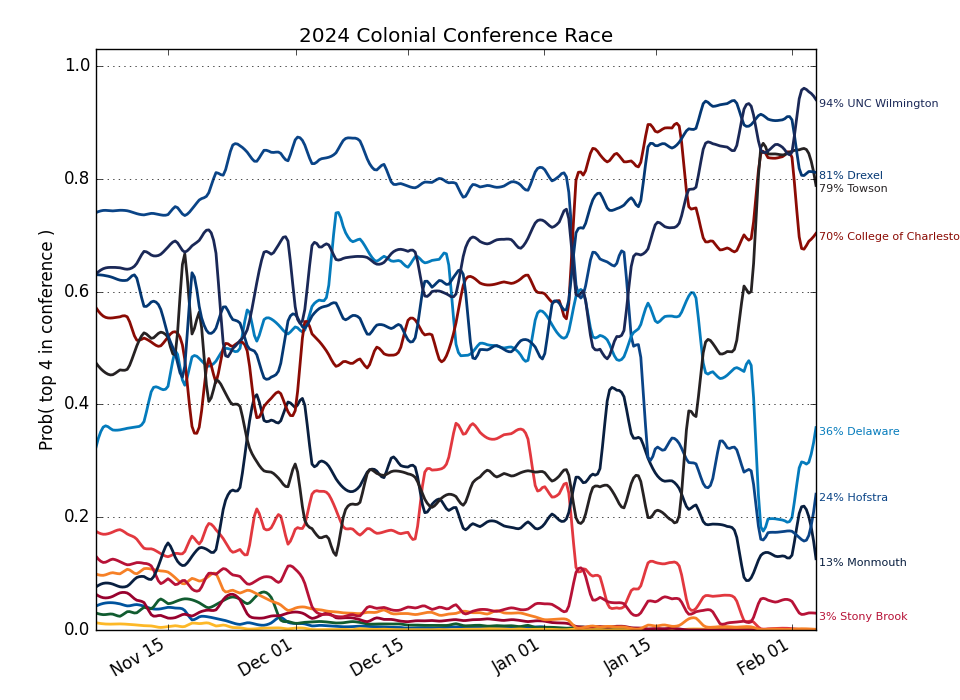 2024 Colonial Conference Race
Prob( top 4 in conference )
1.0
0.8
0.6
0.4
0.2
0.0
Nov 15
Dec 01
Dec 15
Jan 01
Jan 15
Feb 01
94% UNC Wilmington
81% Drexel
79% Towson
70% College of Charlesto
36% Delaware
24% Hofstra
13% Monmouth
3% Stony Brook